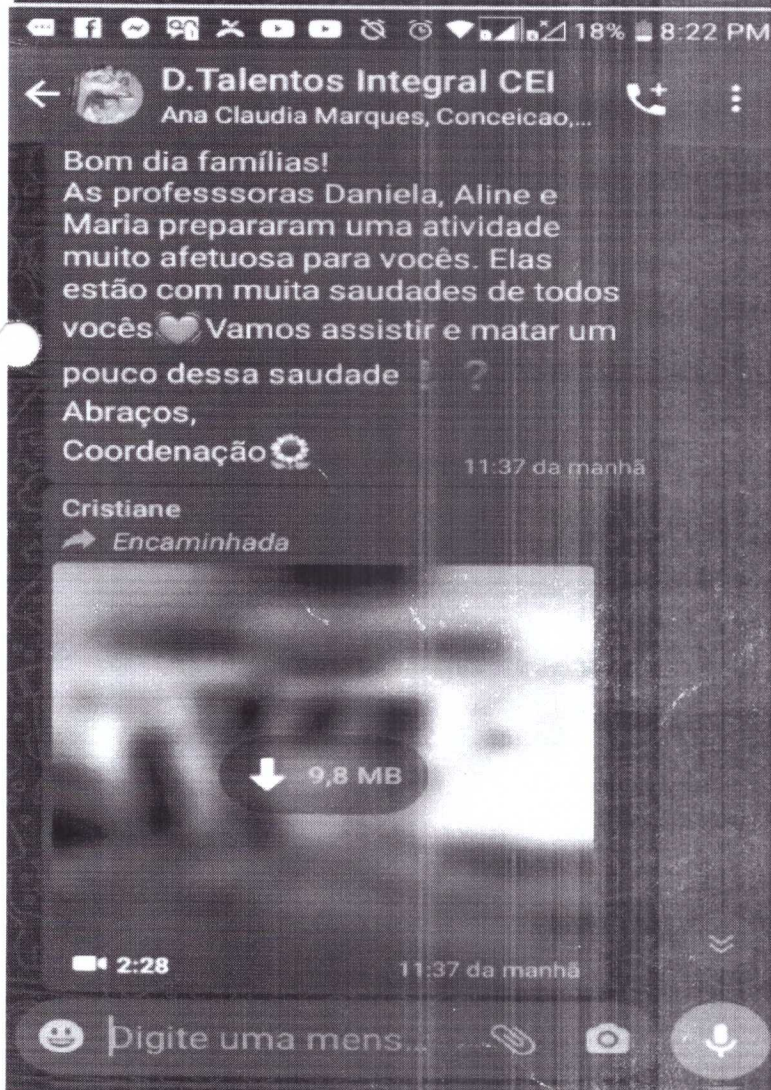 18% 8:22 PM
D.Talentos Integral CEI
Ana Claudia Marques, Conceicao,...
Bom dia famílias!
As professsoras Daniela, Aline e
Maria prepararam uma atividade
muito afetuosa para vocês. Elas
estão com muita saudades de todos
vocês💓Vamos assistir e matar um
pouco dessa saudade ❗❓
Abraços,
Coordenação🌻
11:37 da manhã
Cristiane
Encaminhada
9,8 MB
2:28
11:37 da manhã
Digite uma mens...